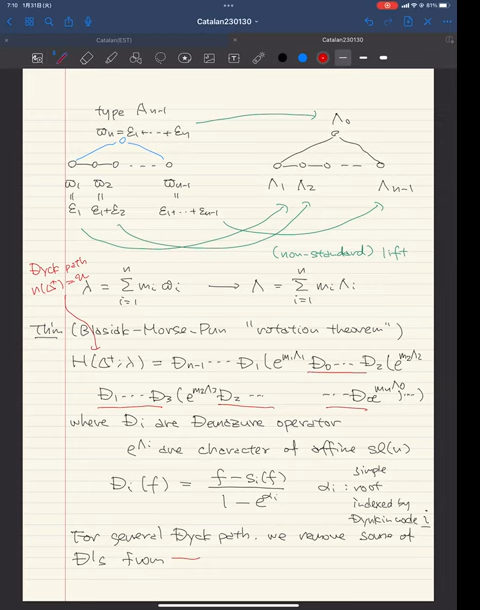 7:10 1月31日(火)
81%
Catalan230130
Catalan(EST)
Catalan230130
type An-1
ϖn = ε1+···+εn
Λ0
ϖ1 ϖ2 ϖn-1
Λ1 Λ2 Λn-1
ε1 ε1+ε2 ε1+···+εn-1
(non-standard) lift
Dyck path
λ = Σ_{i=1}^{n} mi ϖi ⟶ Λ = Σ_{i=1}^{n} mi Λi
Thm (Blasiak-Morse-Pun "rotation theorem")
H(Δ+; λ) = Dn-1 ··· D1 (e^{m1Λ1} D0 ··· D2 (e^{m2Λ2}
D1 ··· D3 (e^{m3Λ3} D2 ··· ··· D0 e^{mnΛ0})···)
where Di are Demazure operator
e^{Λi} are character of affine sl(n)
Di(f) = (f - si(f)) / (1 - e^{αi}) αi : simple root
indexed by
Dynkin node i
For general Dyck path, we remove some of
D's from